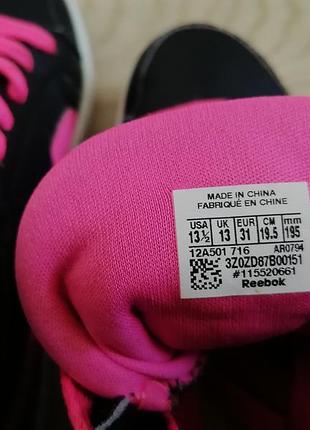 MADE IN CHINA
FABRIQUÉ EN CHINE
USA UK EUR CM mm
13½ 13 31 19.5 195
12A501 716 AR0794
3Z0ZD87B00151
#115520661
Reebok